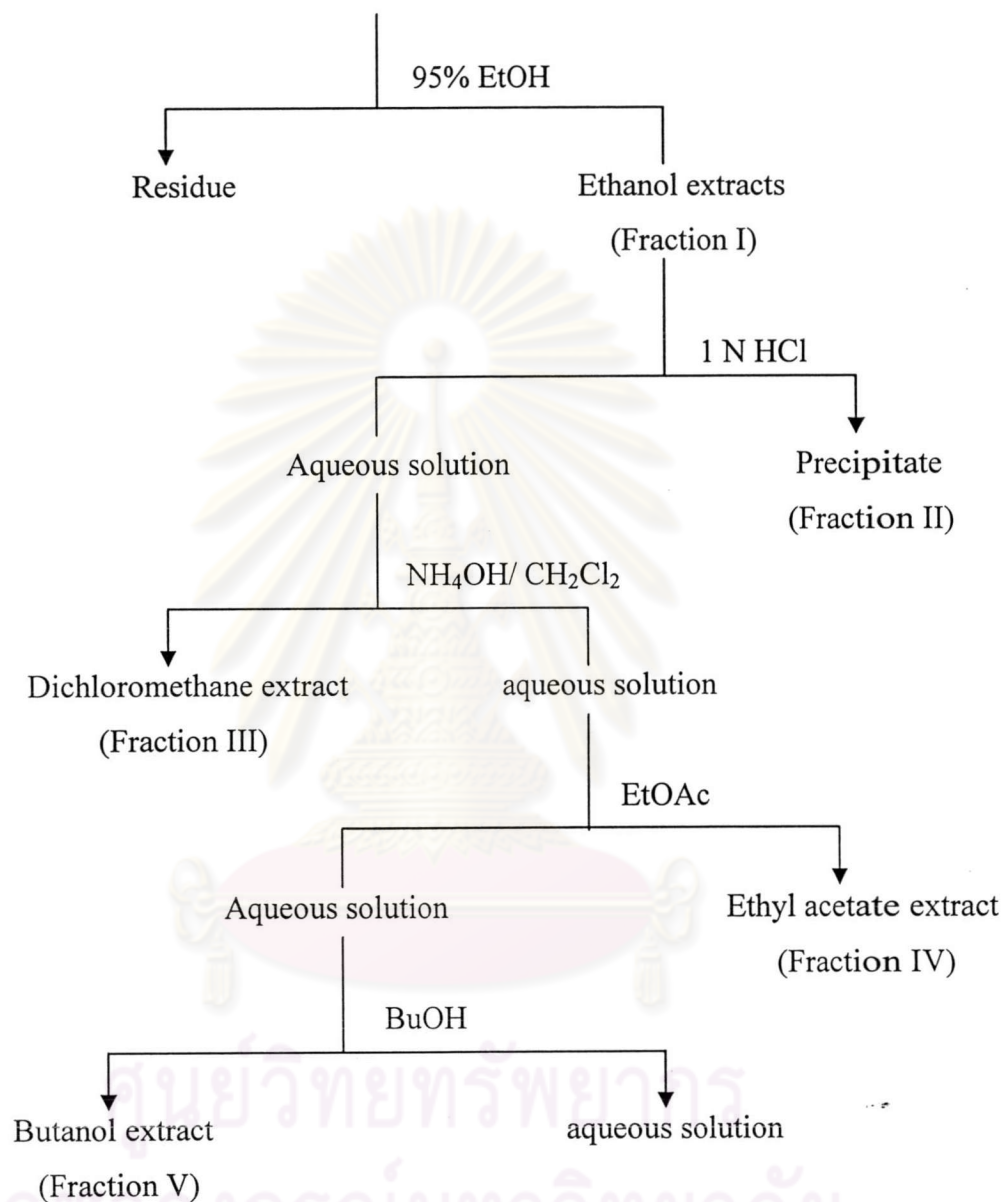 95% EtOH
Residue
Ethanol extracts
(Fraction I)
1 N HCl
Aqueous solution
Precipitate
(Fraction II)
NH₄OH/ CH₂Cl₂
Dichloromethane extract
(Fraction III)
aqueous solution
EtOAc
Aqueous solution
Ethyl acetate extract
(Fraction IV)
BuOH
ศูนย์วิทยทรัพยากร
Butanol extract
(Fraction V)
aqueous solution